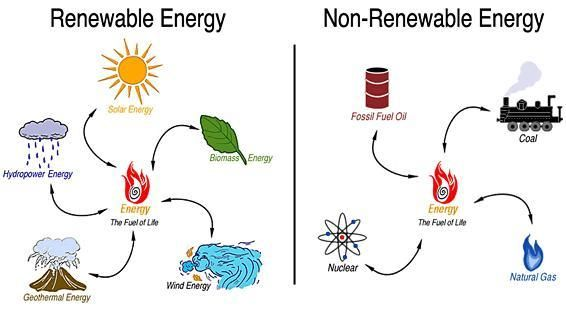 Renewable Energy
Solar Energy
Biomass Energy
Hydropower Energy
Energy
The Fuel of Life
Wind Energy
Geothermal Energy
Non-Renewable Energy
Fossil Fuel Oil
Coal
Energy
The Fuel of Life
Nuclear
Natural Gas